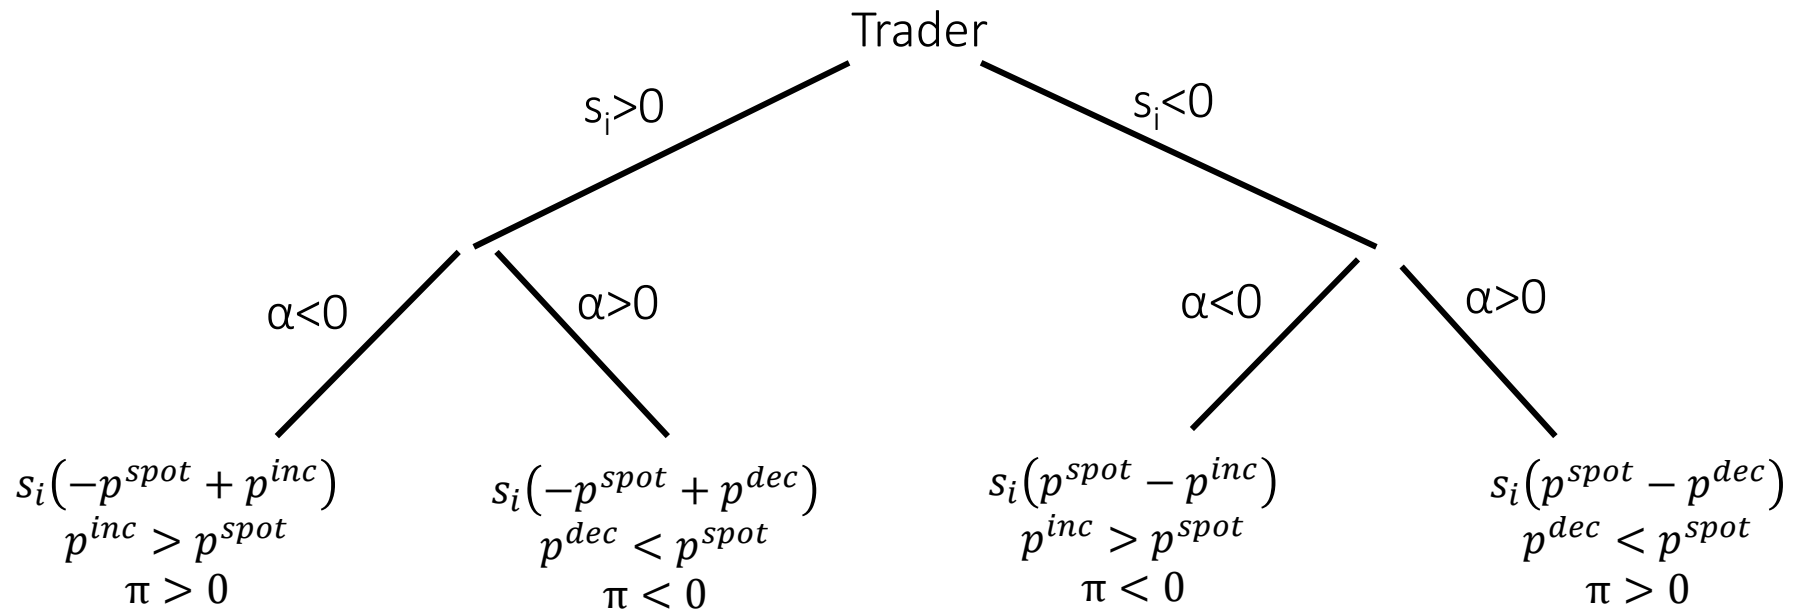 Trader
sᵢ>0
sᵢ<0
α<0
α>0
α<0
α>0
sᵢ(−p^spot + p^inc)
p^inc > p^spot
π > 0
sᵢ(−p^spot + p^dec)
p^dec < p^spot
π < 0
sᵢ(p^spot − p^inc)
p^inc > p^spot
π < 0
sᵢ(p^spot − p^dec)
p^dec < p^spot
π > 0